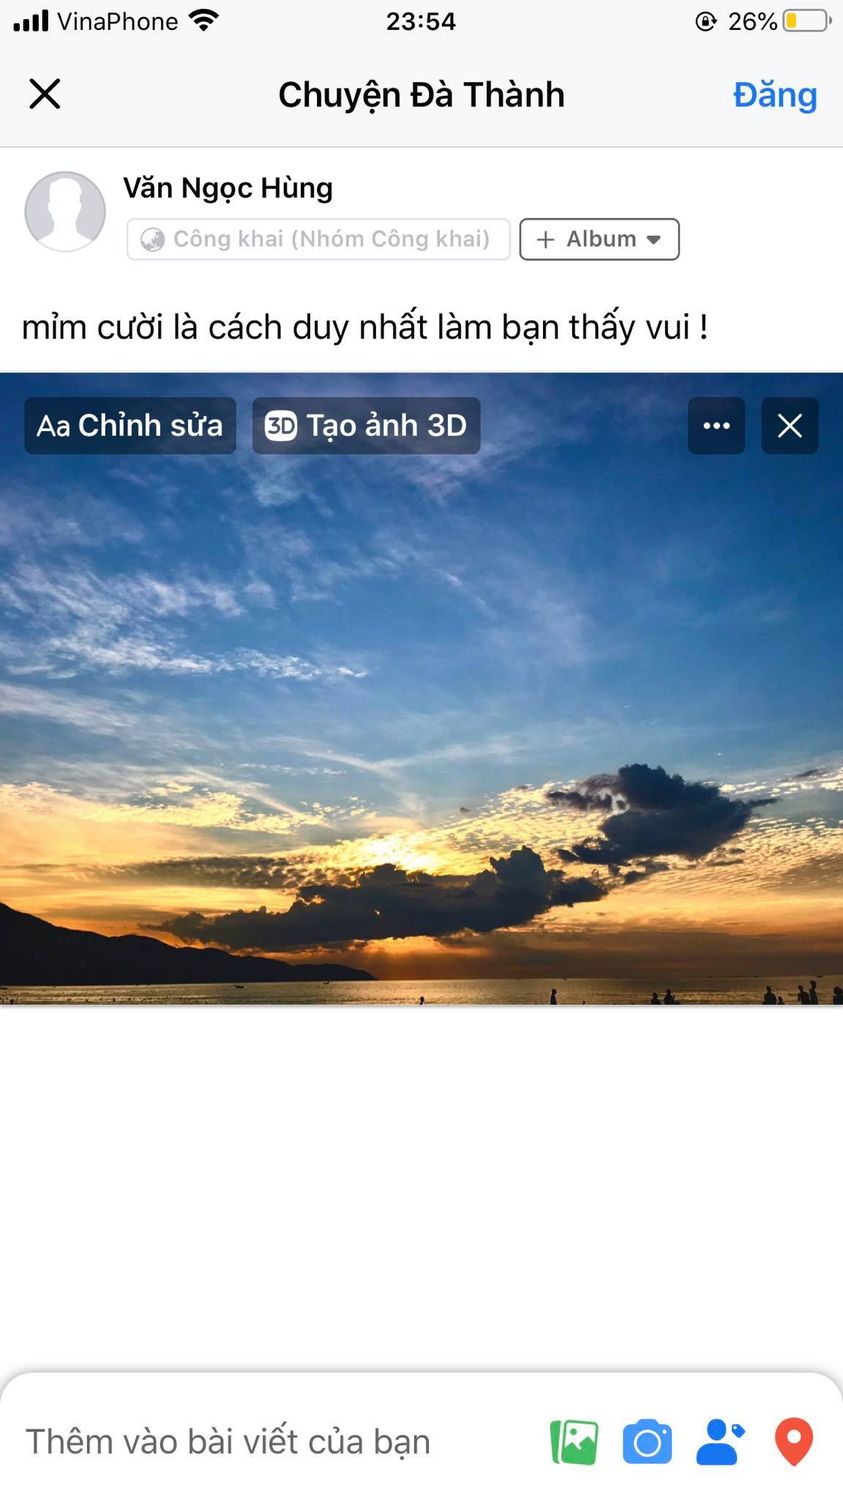 VinaPhone 23:54 26%
Chuyện Đà Thành Đăng
Văn Ngọc Hùng
Công khai (Nhóm Công khai) + Album
mỉm cười là cách duy nhất làm bạn thấy vui !
Aa Chỉnh sửa 3D Tạo ảnh 3D
Thêm vào bài viết của bạn